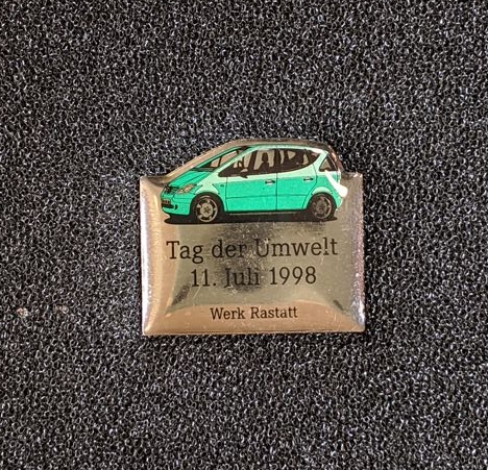 Tag der Umwelt
11. Juli 1998
Werk Rastatt